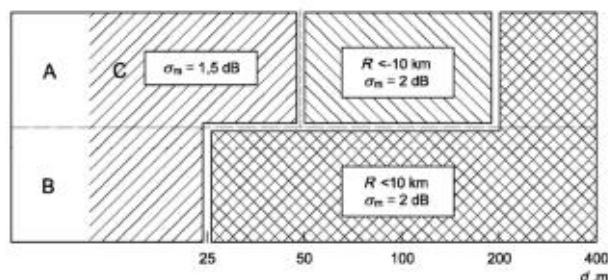 A
C
σm = 1,5 dB
R <-10 km
σm = 2 dB
B
R <10 km
σm = 2 dB
25 50 100 200 400
d, m